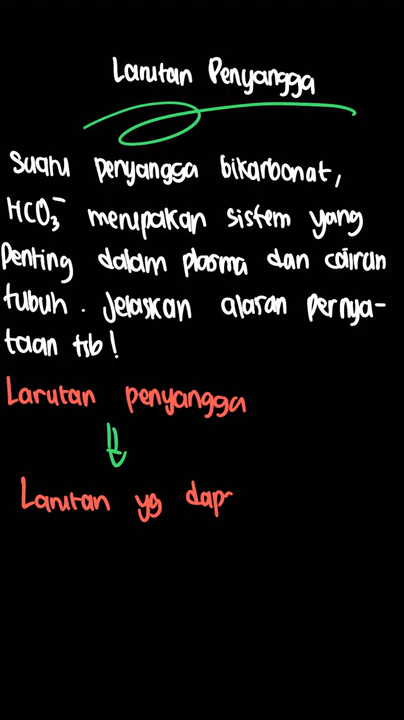 Larutan Penyangga
Suatu penyangga bikarbonat,
HCO₃⁻ merupakan sistem yang
Penting dalam plasma dan cairan
tubuh. Jelaskan alasan pernya-
taan tsb!
Larutan penyangga
Larutan yg dap